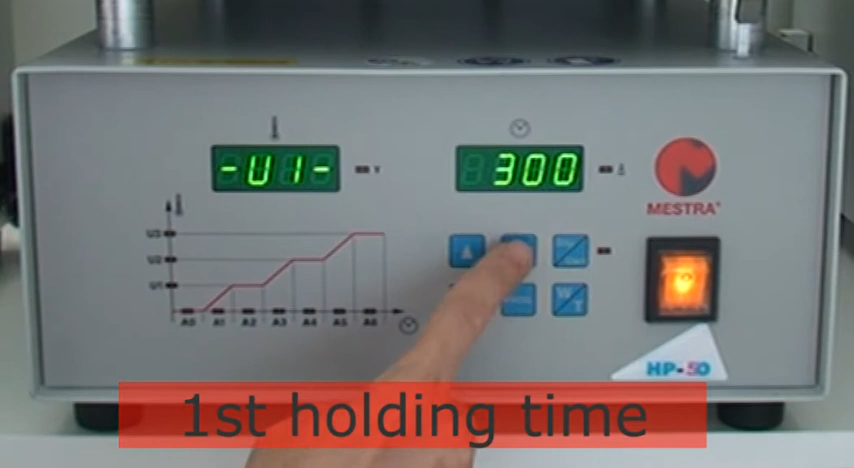 -U1-
300
MESTRA
U3
U2
U1
A0 A1 A2 A3 A4 A5 A6
W/T
HP-50
1st holding time